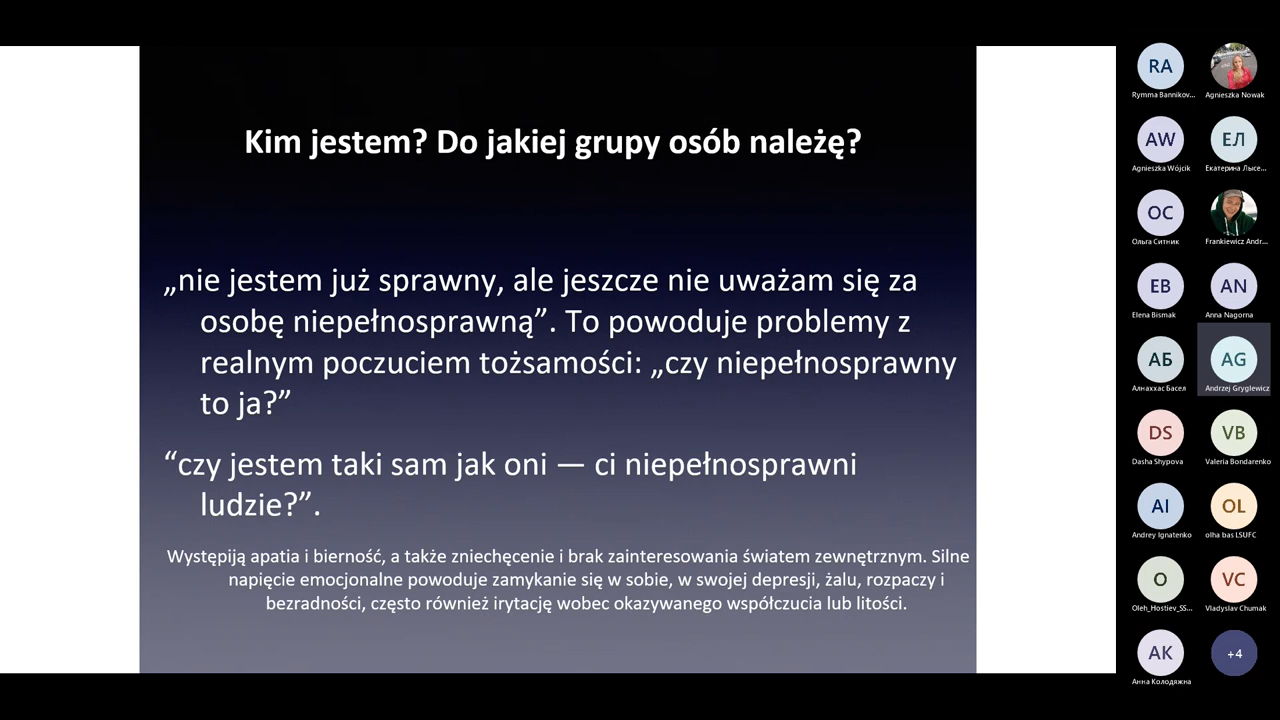 Kim jestem? Do jakiej grupy osób należę?
„nie jestem już sprawny, ale jeszcze nie uważam się za
osobę niepełnosprawną”. To powoduje problemy z
realnym poczuciem tożsamości: „czy niepełnosprawny
to ja?”
“czy jestem taki sam jak oni — ci niepełnosprawni
ludzie?”.
Występiją apatia i bierność, a także zniechęcenie i brak zainteresowania światem zewnętrznym. Silne
napięcie emocjonalne powoduje zamykanie się w sobie, w swojej depresji, żalu, rozpaczy i
bezradności, często również irytację wobec okazywanego współczucia lub litości.
RA
Rymma Bannikov...
Agnieszka Nowak
AW
Agnieszka Wójcik
ЕЛ
Екатерина Лысе...
ОС
Ольга Ситник
Frankiewicz Andr...
EB
Elena Bismak
AN
Anna Nagorna
АБ
Алнаххас Басел
AG
Andrzej Gryglewicz
DS
Dasha Shypova
VB
Valeria Bondarenko
AI
Andrey Ignatenko
OL
olha bas LSUFC
O
Oleh_Hostiev_SS...
VC
Vladyslav Chumak
АК
Анна Колодяжна
+4